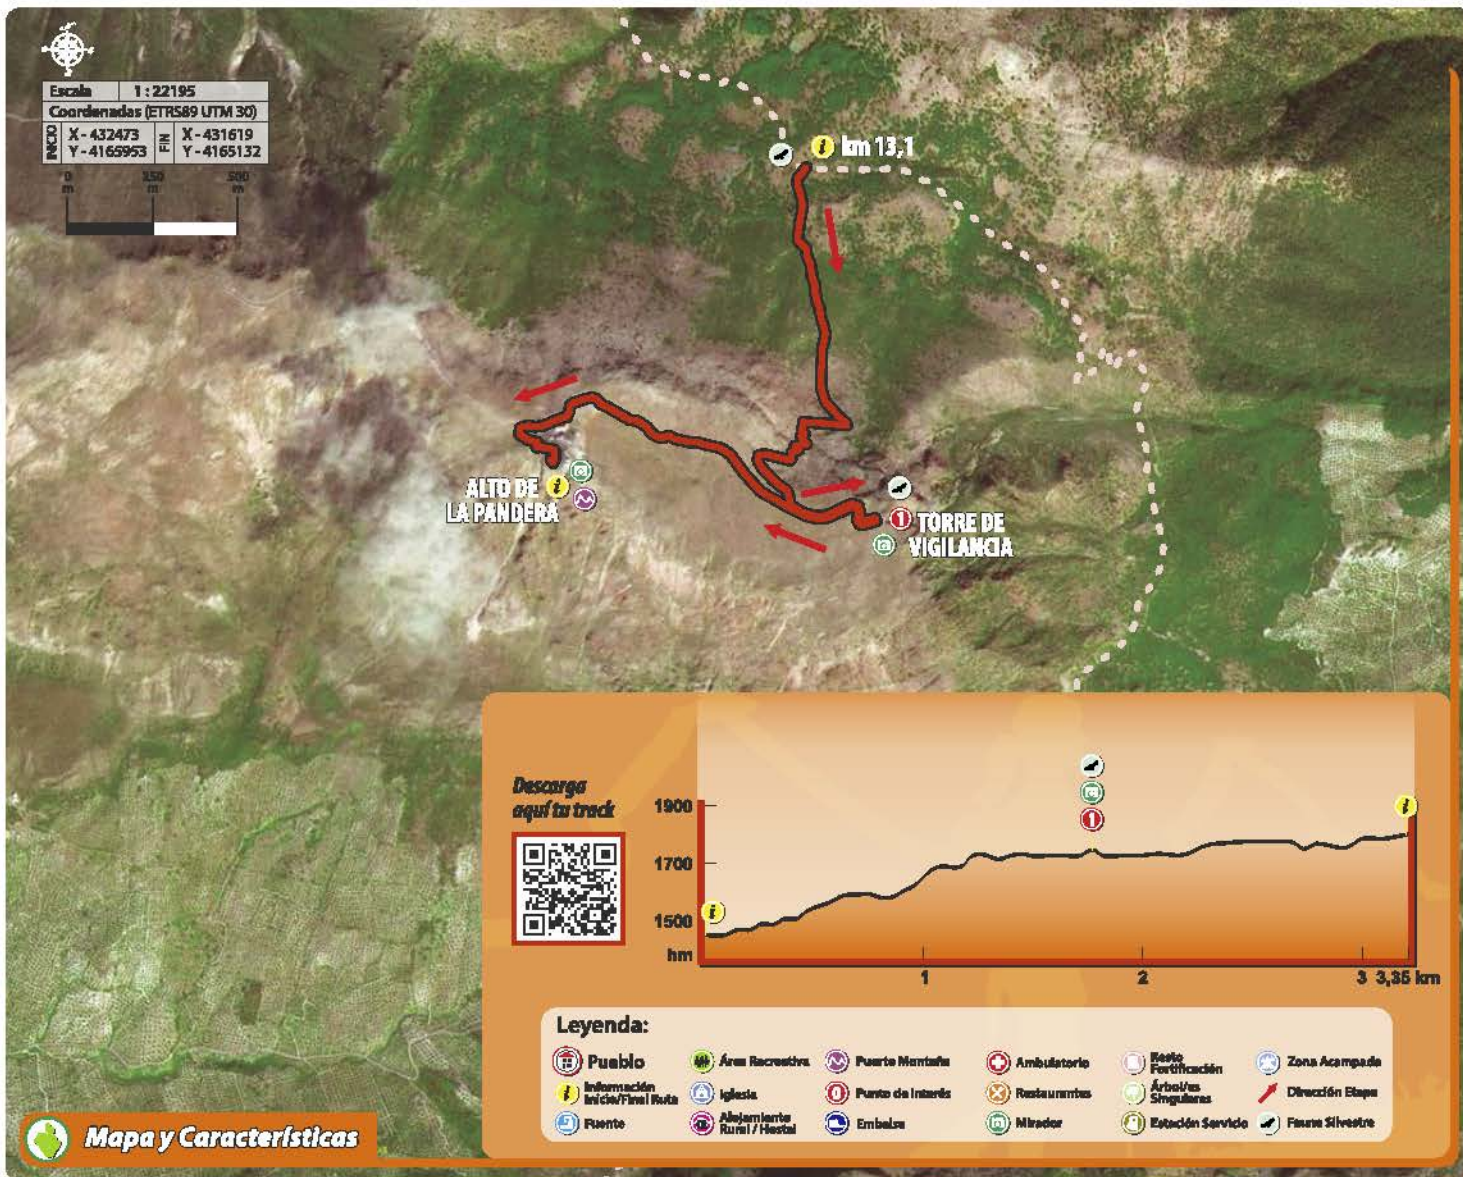 Escala 1 : 22195
Coordenadas (ETRS89 UTM 30)
INICIO X - 432473 FIN X - 431619
Y - 4165953 Y - 4165132
0 250 500
m m m
km 13,1
ALTO DE
LA PANDERA
1 TORRE DE
VIGILANCIA
Descarga
aquí tu track
1900
1700
1500
hm
1
1 2 3 3,35 km
Leyenda:
Pueblo
Área Recreativa
Puerto Montaña
Ambulatorio
Resto
Fortificación
Zona Acampada
Información
Inicio/Final Ruta
Iglesia
Punto de Interés
Restaurantes
Árbol/es
Singulares
Dirección Etapa
Fuente
Alojamiento
Rural / Hostal
Embalse
Mirador
Estación Servicio
Fauna Silvestre
Mapa y Características